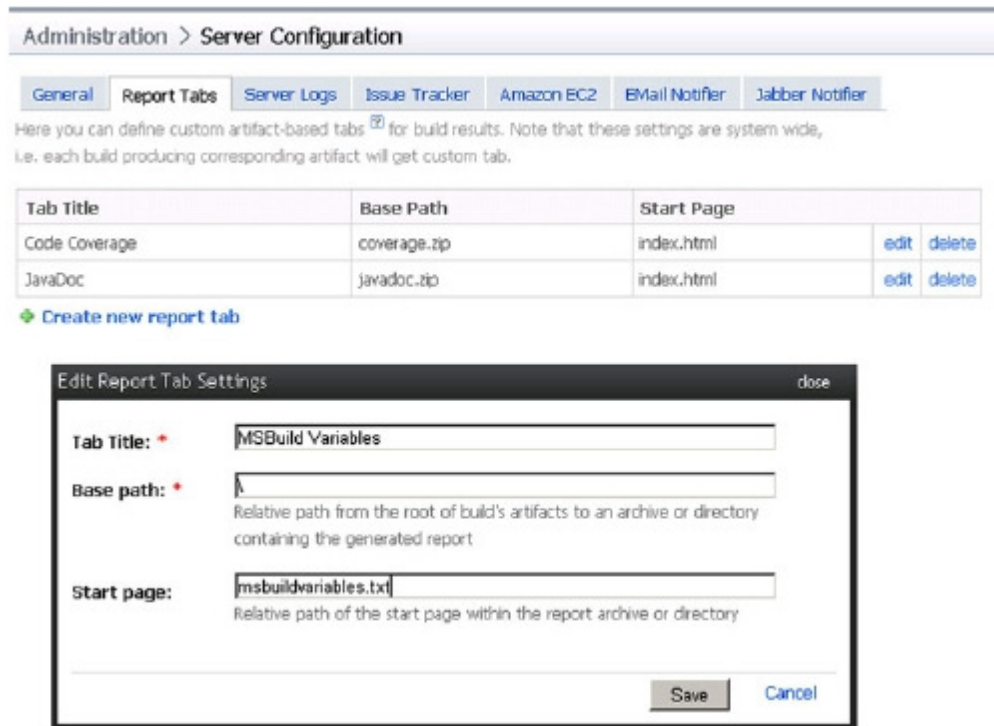 Administration > Server Configuration
General Report Tabs Server Logs Issue Tracker Amazon EC2 EMail Notifier Jabber Notifier
Here you can define custom artifact-based tabs [?] for build results. Note that these settings are system wide,
i.e. each build producing corresponding artifact will get custom tab.
Tab Title Base Path Start Page
Code Coverage coverage.zip index.html edit delete
JavaDoc javadoc.zip index.html edit delete
Create new report tab
Edit Report Tab Settings close
Tab Title: * MSBuild Variables
Base path: * \
Relative path from the root of build's artifacts to an archive or directory
containing the generated report
Start page: msbuildvariables.txt
Relative path of the start page within the report archive or directory
Save Cancel